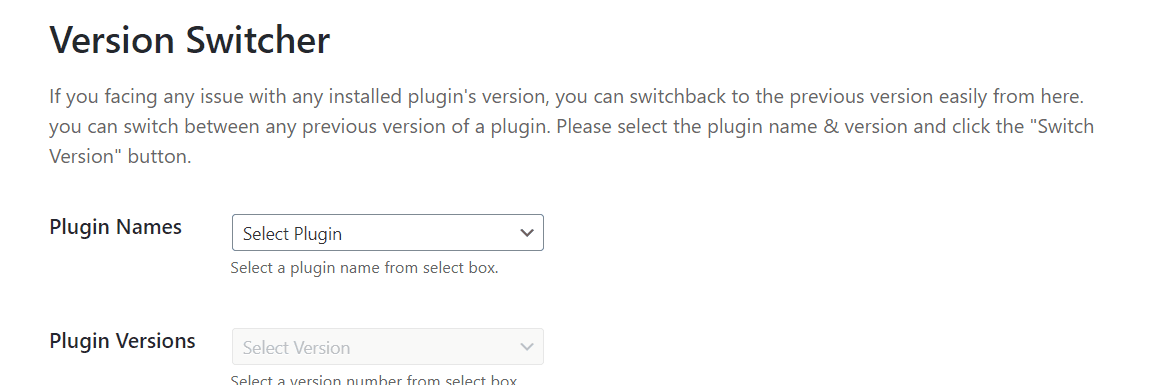 Version Switcher
If you facing any issue with any installed plugin's version, you can switchback to the previous version easily from here.
you can switch between any previous version of a plugin. Please select the plugin name & version and click the "Switch
Version" button.
Plugin Names
Select Plugin
Select a plugin name from select box.
Plugin Versions
Select Version
Select a version number from select box